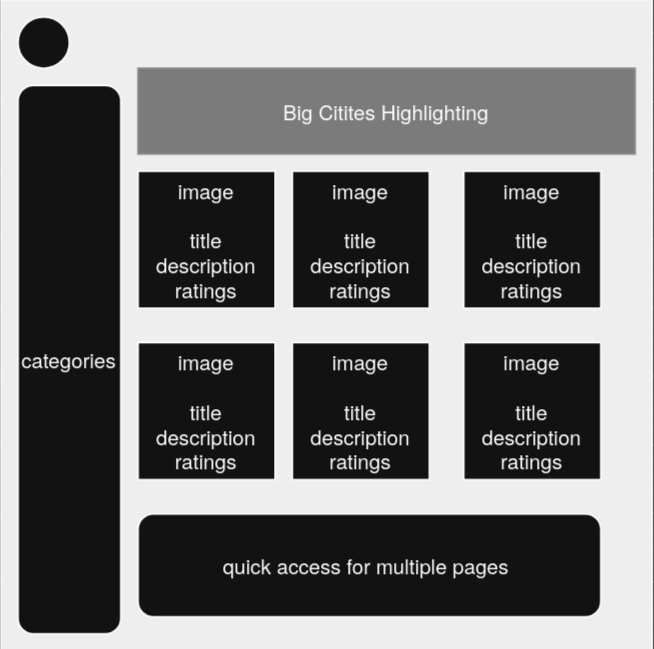 Big Citites Highlighting
image
title
description
ratings
image
title
description
ratings
image
title
description
ratings
categories
image
title
description
ratings
image
title
description
ratings
image
title
description
ratings
quick access for multiple pages